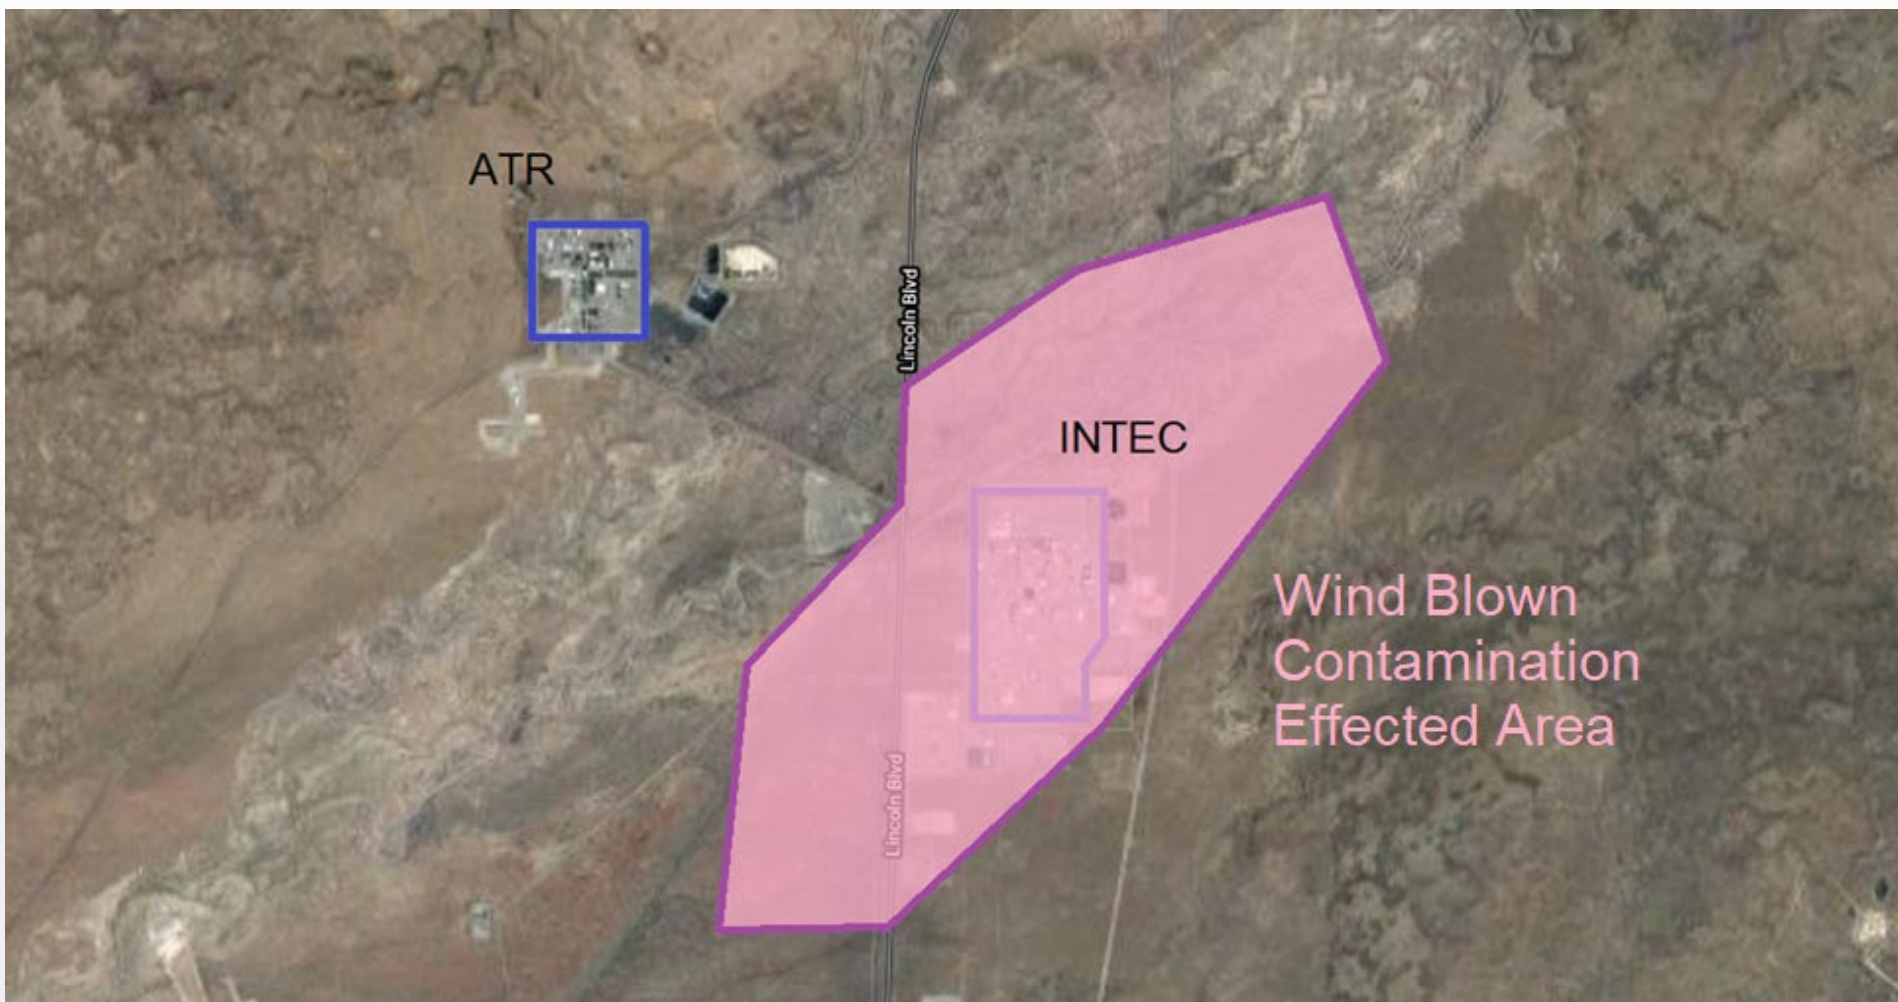 ATR
Lincoln Blvd
INTEC
Wind Blown
Contamination
Effected Area
Lincoln Blvd